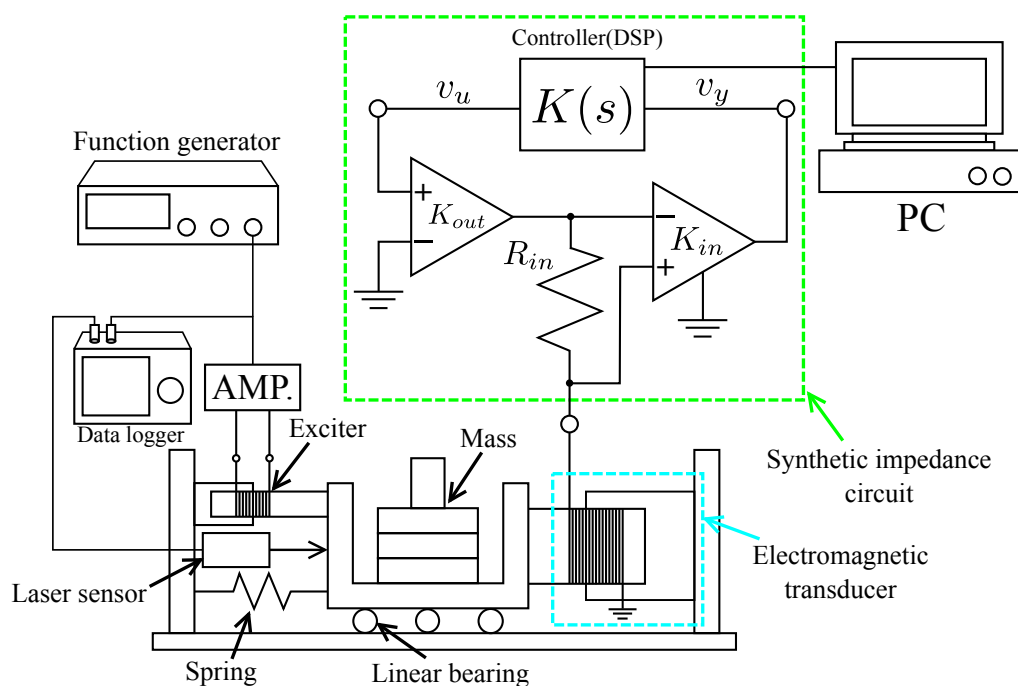 Controller(DSP)
v_u
K(s)
v_y
Function generator
+
K_out
−
−
K_in
+
R_in
PC
AMP.
Data logger
Exciter
Mass
Synthetic impedance
circuit
Electromagnetic
transducer
Laser sensor
Spring
Linear bearing